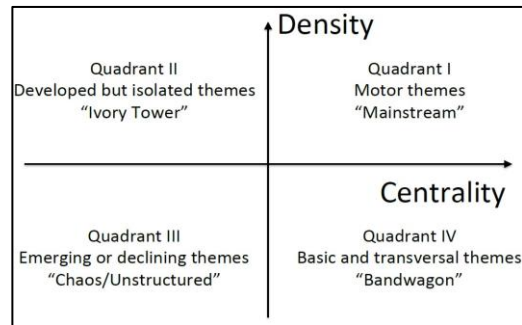 Density
Quadrant II
Developed but isolated themes
“Ivory Tower”
Quadrant I
Motor themes
“Mainstream”
Centrality
Quadrant III
Emerging or declining themes
“Chaos/Unstructured”
Quadrant IV
Basic and transversal themes
“Bandwagon”